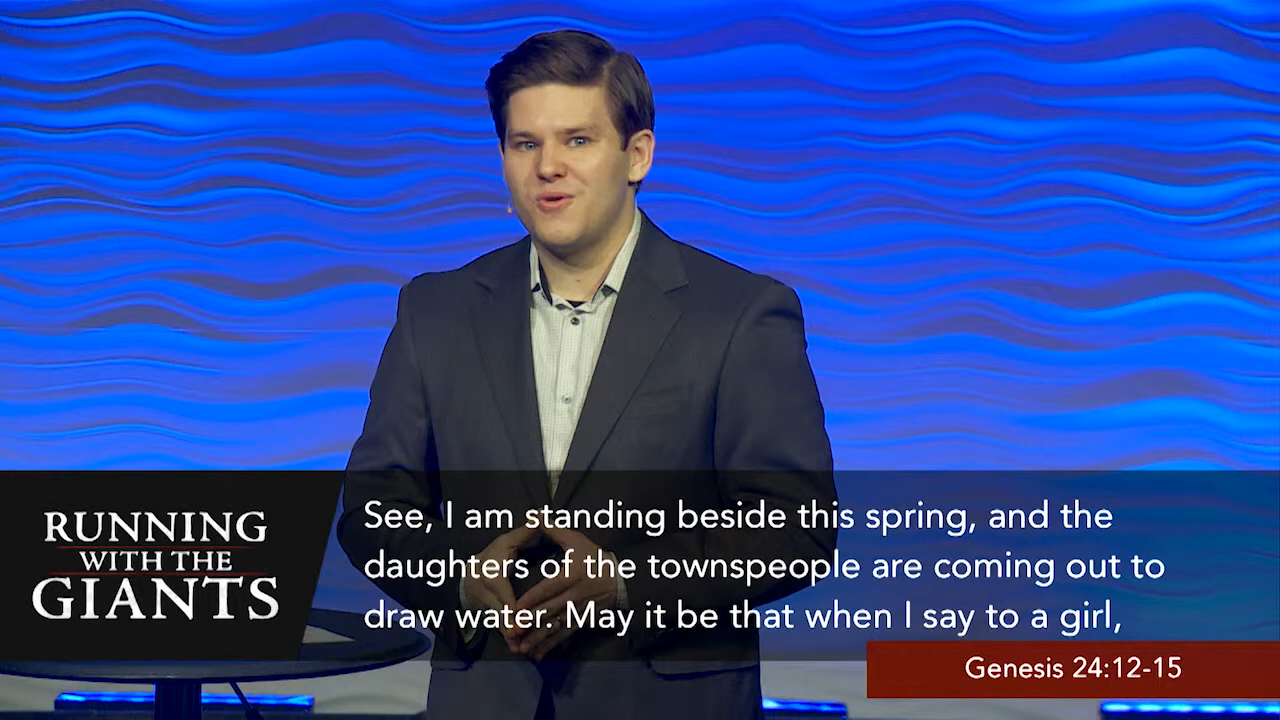 RUNNING
WITH THE
GIANTS
See, I am standing beside this spring, and the
daughters of the townspeople are coming out to
draw water. May it be that when I say to a girl,
Genesis 24:12-15